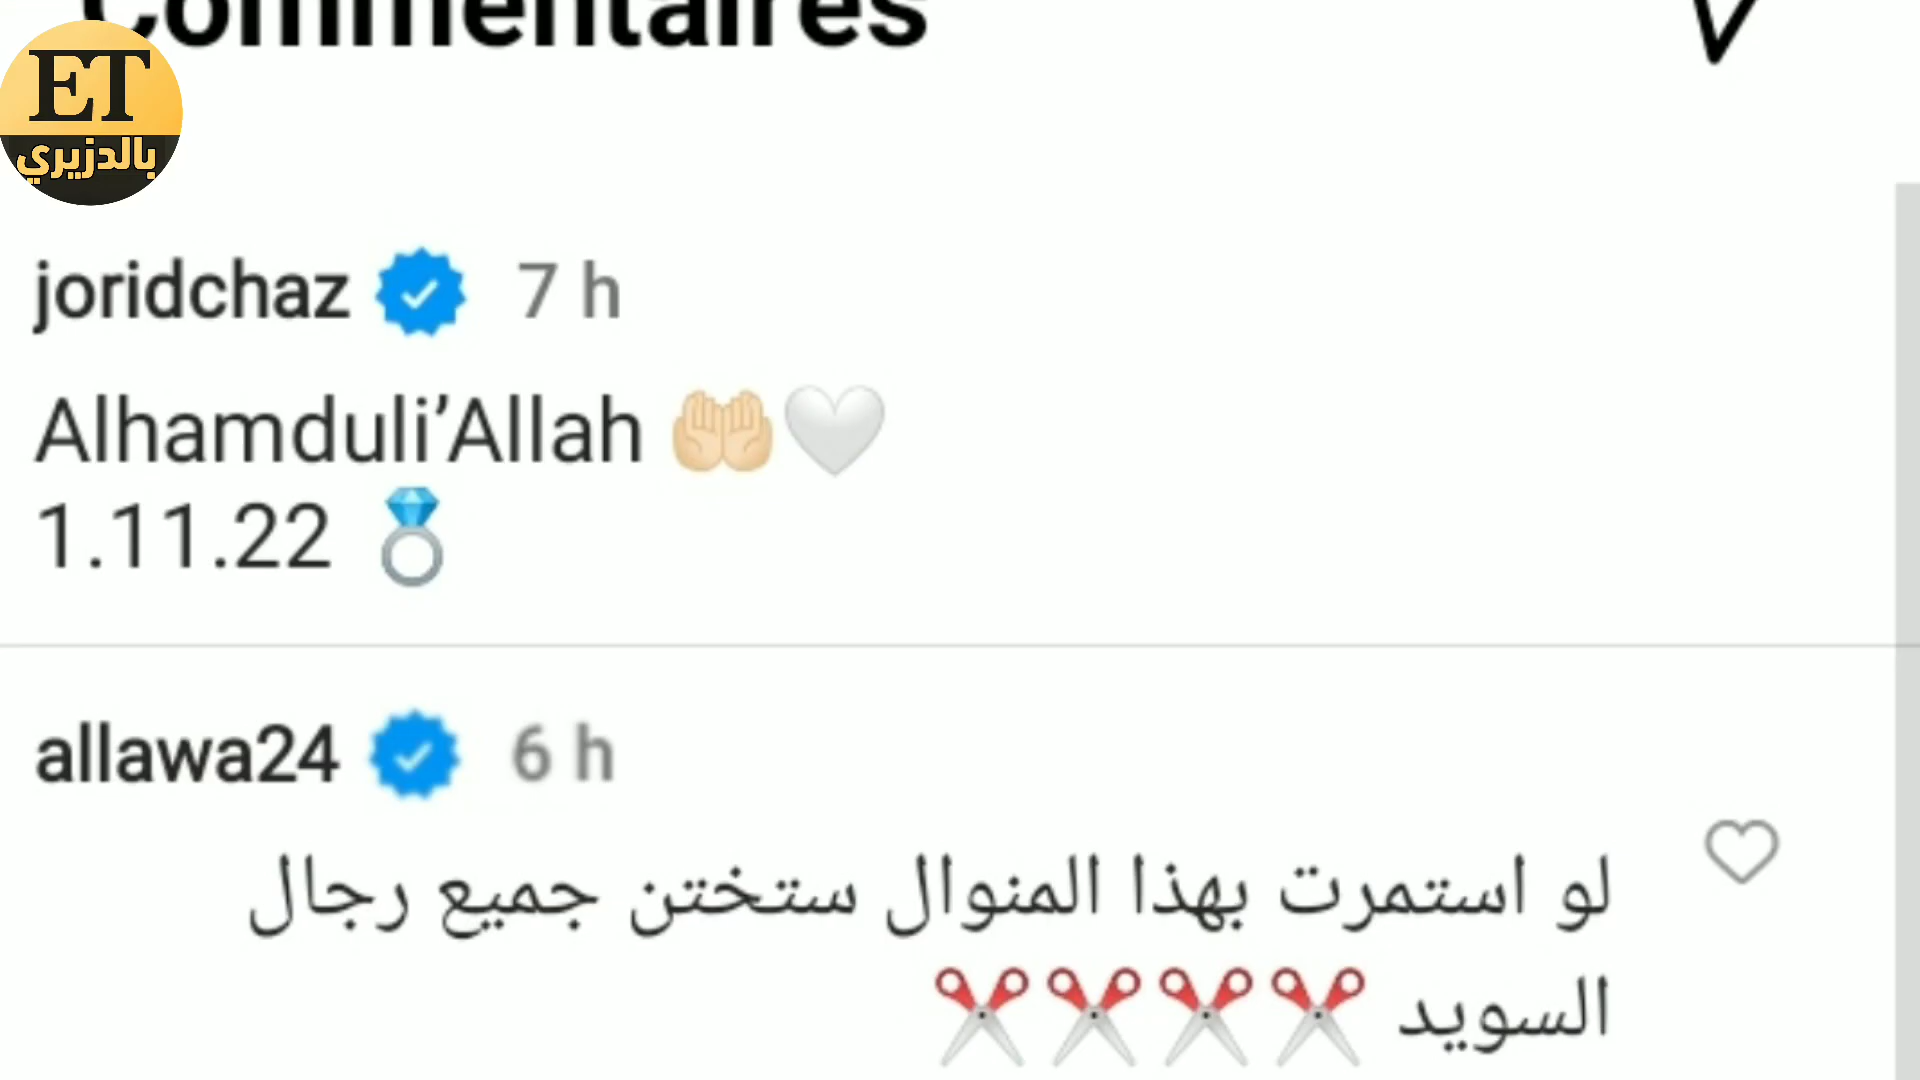 Commentaires
ET
بالدزيري
joridchaz 7 h
Alhamduli’Allah 🤲🏻🤍
1.11.22 💍
allawa24 6 h
لو استمرت بهذا المنوال ستختن جميع رجال
السويد ✂️✂️✂️✂️